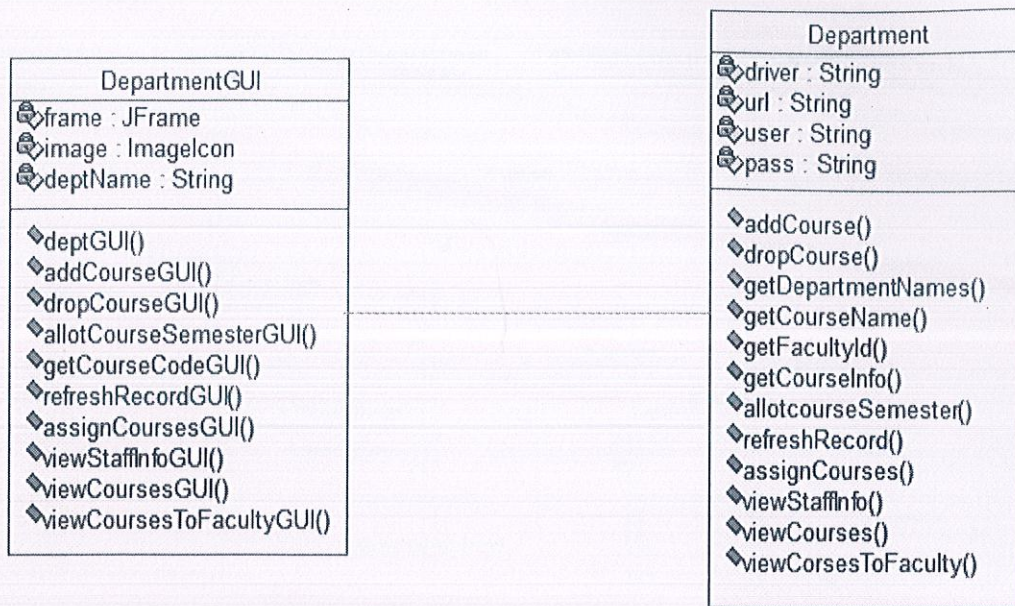 DepartmentGUI
frame : JFrame
image : ImageIcon
deptName : String
deptGUI()
addCourseGUI()
dropCourseGUI()
allotCourseSemesterGUI()
getCourseCodeGUI()
refreshRecordGUI()
assignCoursesGUI()
viewStaffInfoGUI()
viewCoursesGUI()
viewCoursesToFacultyGUI()
Department
driver : String
url : String
user : String
pass : String
addCourse()
dropCourse()
getDepartmentNames()
getCourseName()
getFacultyId()
getCourseInfo()
allotcourseSemester()
refreshRecord()
assignCourses()
viewStaffInfo()
viewCourses()
viewCorsesToFaculty()